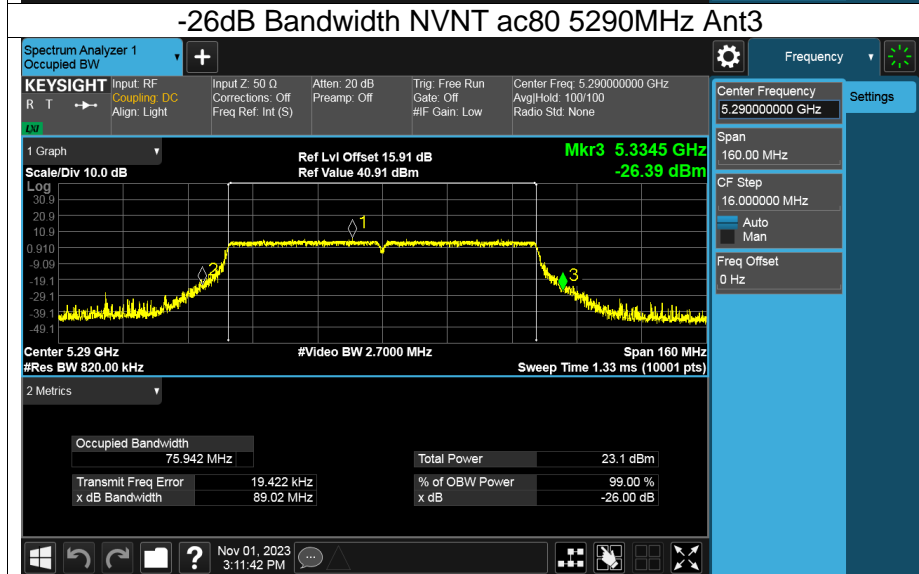 -26dB Bandwidth NVNT ac80 5290MHz Ant3
Spectrum Analyzer 1
Occupied BW
+
Frequency
KEYSIGHT
R T
LXI
Input: RF
Coupling: DC
Align: Light
Input Z: 50 Ω
Corrections: Off
Freq Ref: Int (S)
Atten: 20 dB
Preamp: Off
Trig: Free Run
Gate: Off
#IF Gain: Low
Center Freq: 5.290000000 GHz
Avg|Hold: 100/100
Radio Std: None
Center Frequency
5.290000000 GHz
Settings
Span
160.00 MHz
CF Step
16.000000 MHz
Auto
Man
Freq Offset
0 Hz
1 Graph
Scale/Div 10.0 dB
Ref Lvl Offset 15.91 dB
Ref Value 40.91 dBm
Mkr3 5.3345 GHz
-26.39 dBm
Log
30.9
20.9
10.9
0.910
-9.09
-19.1
-29.1
-39.1
-49.1
1
2
3
Center 5.29 GHz
#Video BW 2.7000 MHz
Span 160 MHz
#Res BW 820.00 kHz
Sweep Time 1.33 ms (10001 pts)
2 Metrics
Occupied Bandwidth
75.942 MHz
Total Power 23.1 dBm
Transmit Freq Error 19.422 kHz
% of OBW Power 99.00 %
x dB Bandwidth 89.02 MHz
x dB -26.00 dB
?
Nov 01, 2023
3:11:42 PM